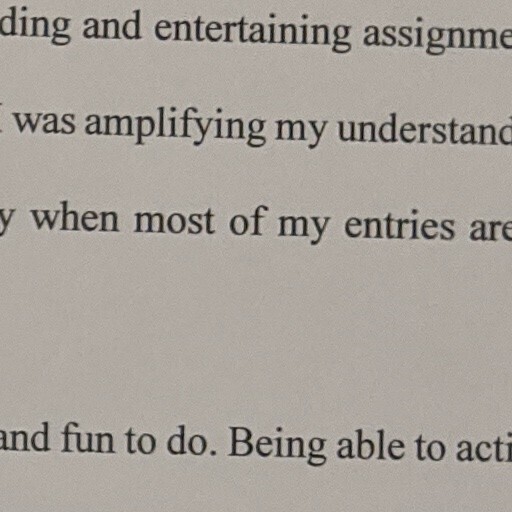 ding and entertaining assignme
I was amplifying my understand
y when most of my entries are
and fun to do. Being able to acti